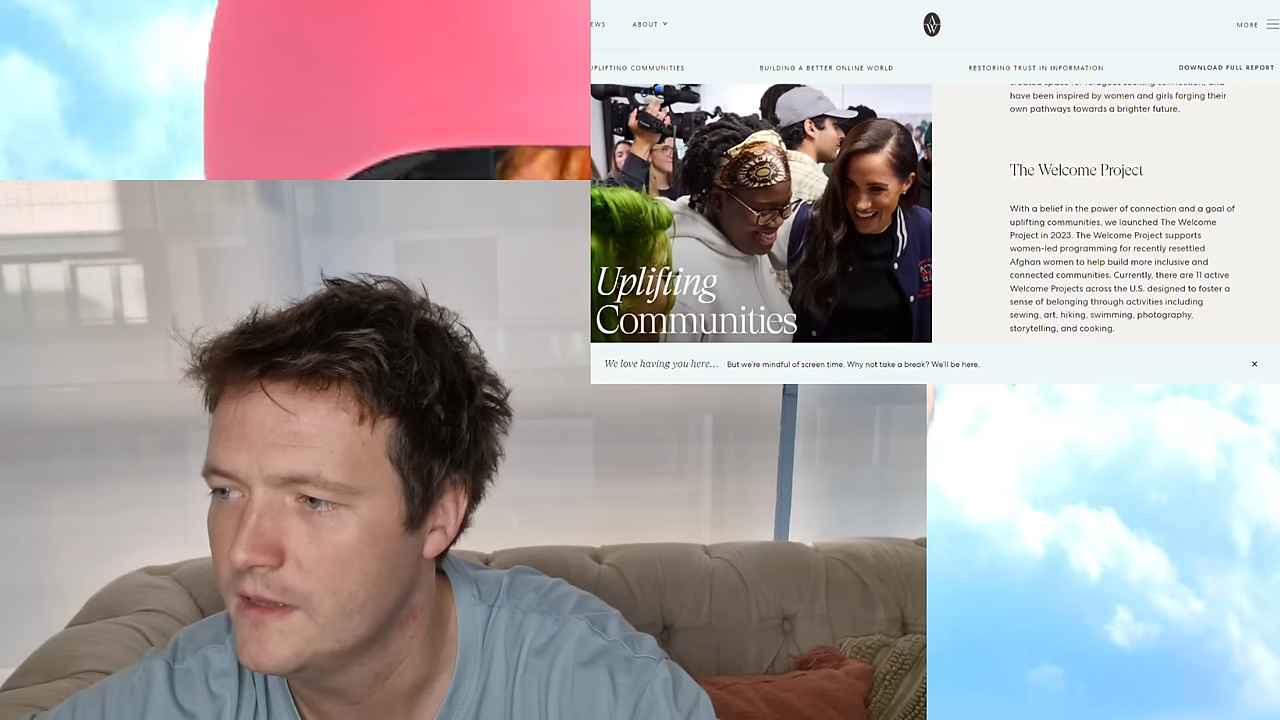 EWS
ABOUT
AW
MORE
UPLIFTING COMMUNITIES
BUILDING A BETTER ONLINE WORLD
RESTORING TRUST IN INFORMATION
DOWNLOAD FULL REPORT
have been inspired by women and girls forging their
own pathways towards a brighter future.
The Welcome Project
With a belief in the power of connection and a goal of
uplifting communities, we launched The Welcome
Project in 2023. The Welcome Project supports
women-led programming for recently resettled
Afghan women to help build more inclusive and
connected communities. Currently, there are 11 active
Welcome Projects across the U.S. designed to foster a
sense of belonging through activities including
sewing, art, hiking, swimming, photography,
storytelling, and cooking.
Uplifting
Communities
We love having you here... But we're mindful of screen time. Why not take a break? We'll be here.